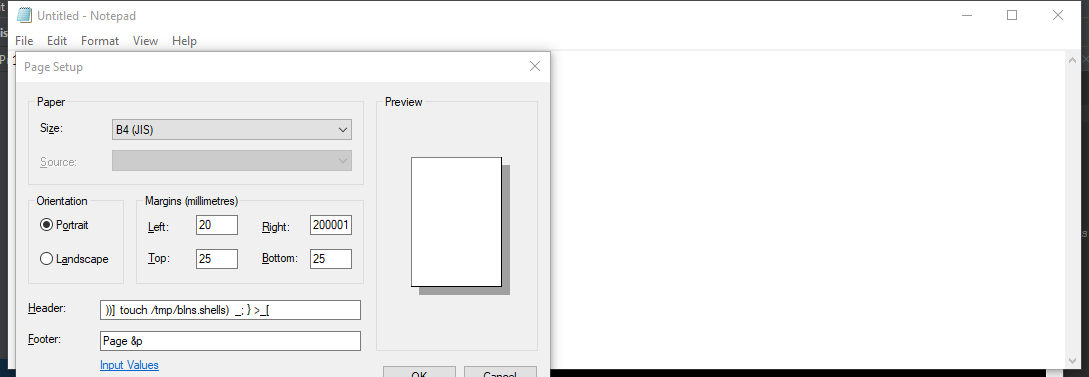 Untitled - Notepad
File Edit Format View Help
Page Setup
Paper
Size: B4 (JIS)
Source:
Preview
Orientation
Portrait
Landscape
Margins (millimetres)
Left: 20 Right: 200001
Top: 25 Bottom: 25
Header: ))] touch /tmp/blns.shells) _; } >_[
Footer: Page &p
Input Values
OK Cancel